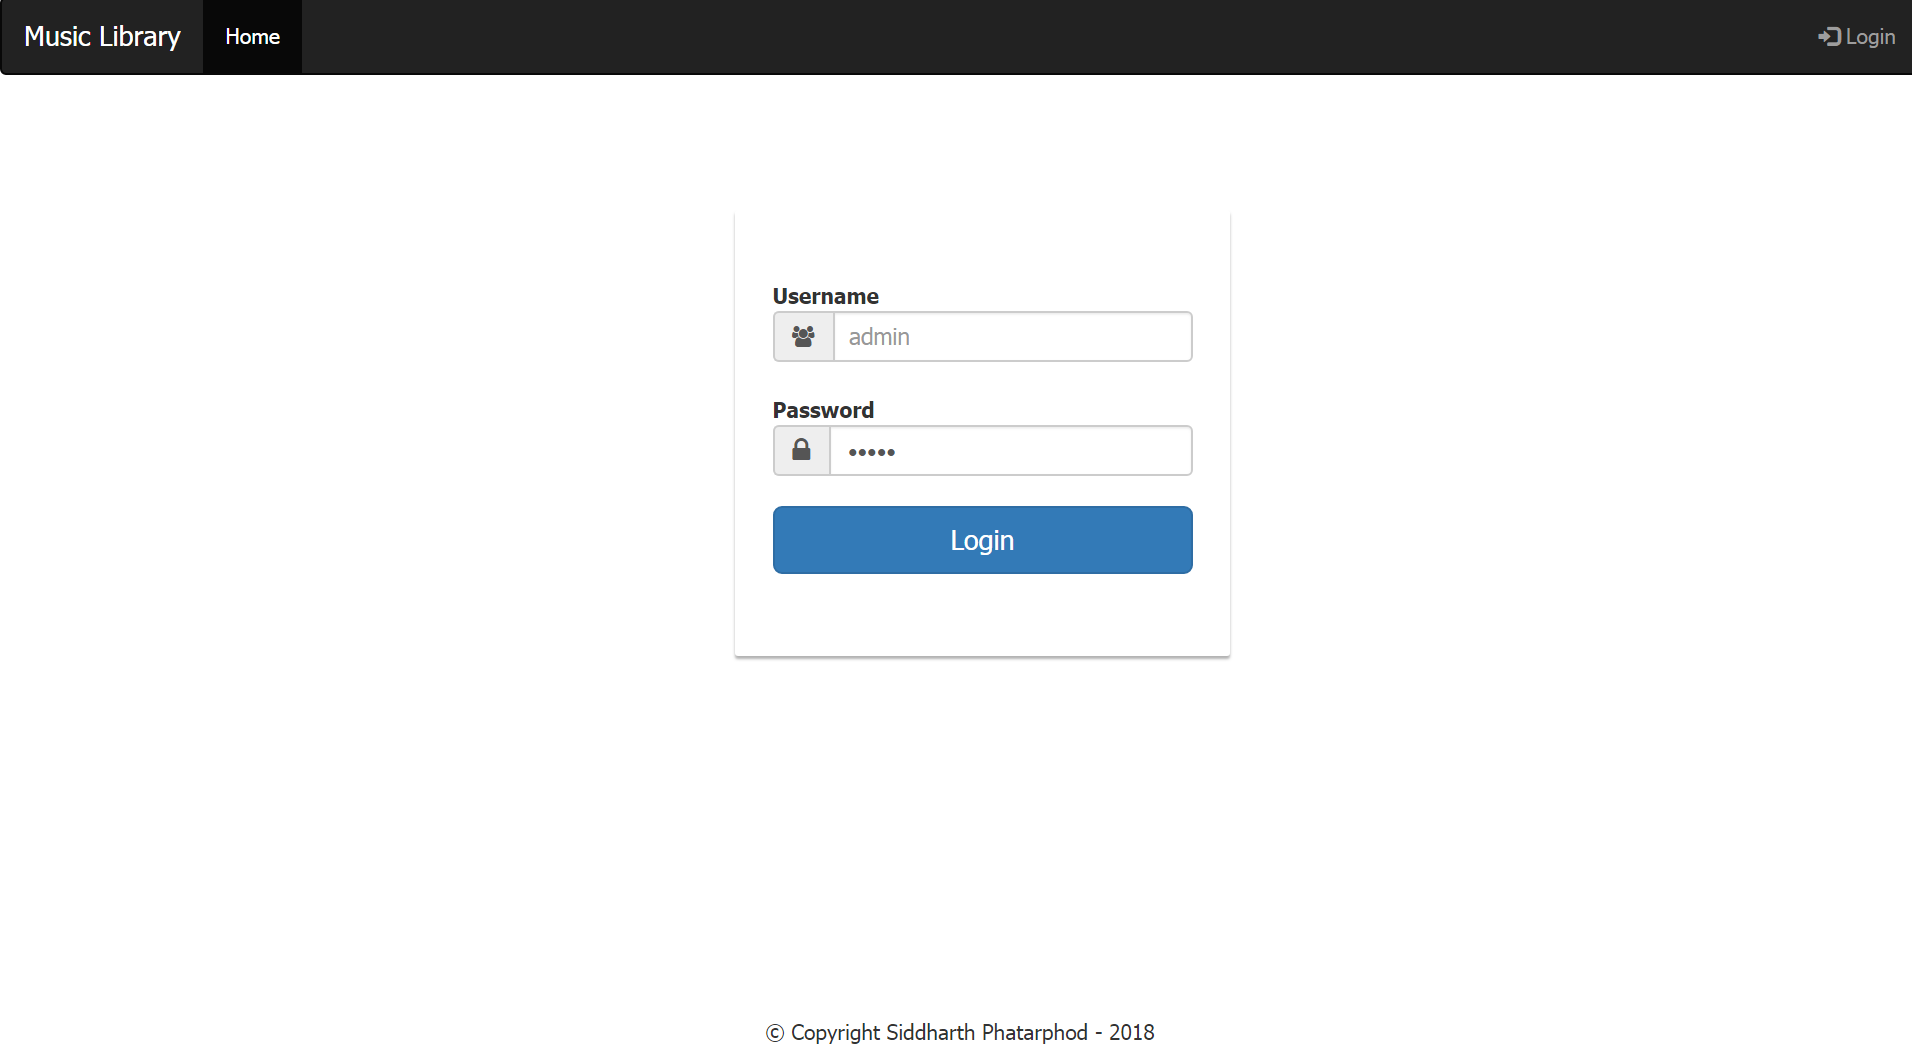 Music Library Home Login
Username
admin
Password
•••••
Login
© Copyright Siddharth Phatarphod - 2018